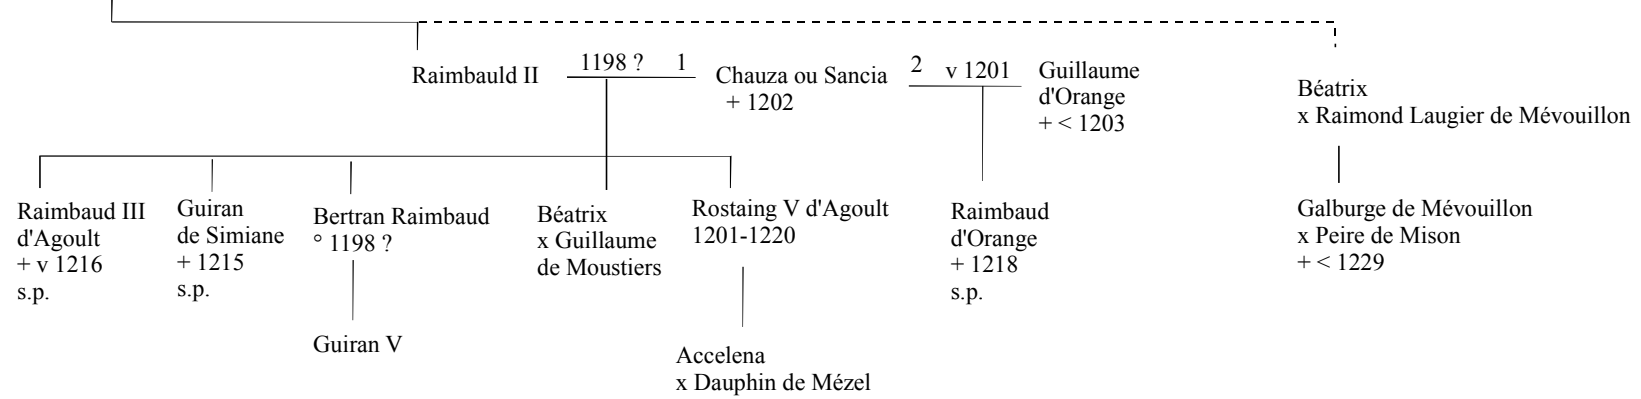 Raimbauld II
1198 ? 1
Chauza ou Sancia
+ 1202
2 v 1201
Guillaume
d'Orange
+ < 1203
Béatrix
x Raimond Laugier de Mévouillon
Raimbaud III
d'Agoult
+ v 1216
s.p.
Guiran
de Simiane
+ 1215
s.p.
Bertran Raimbaud
° 1198 ?
Béatrix
x Guillaume
de Moustiers
Rostaing V d'Agoult
1201-1220
Raimbaud
d'Orange
+ 1218
s.p.
Galburge de Mévouillon
x Peire de Mison
+ < 1229
Guiran V
Accelena
x Dauphin de Mézel